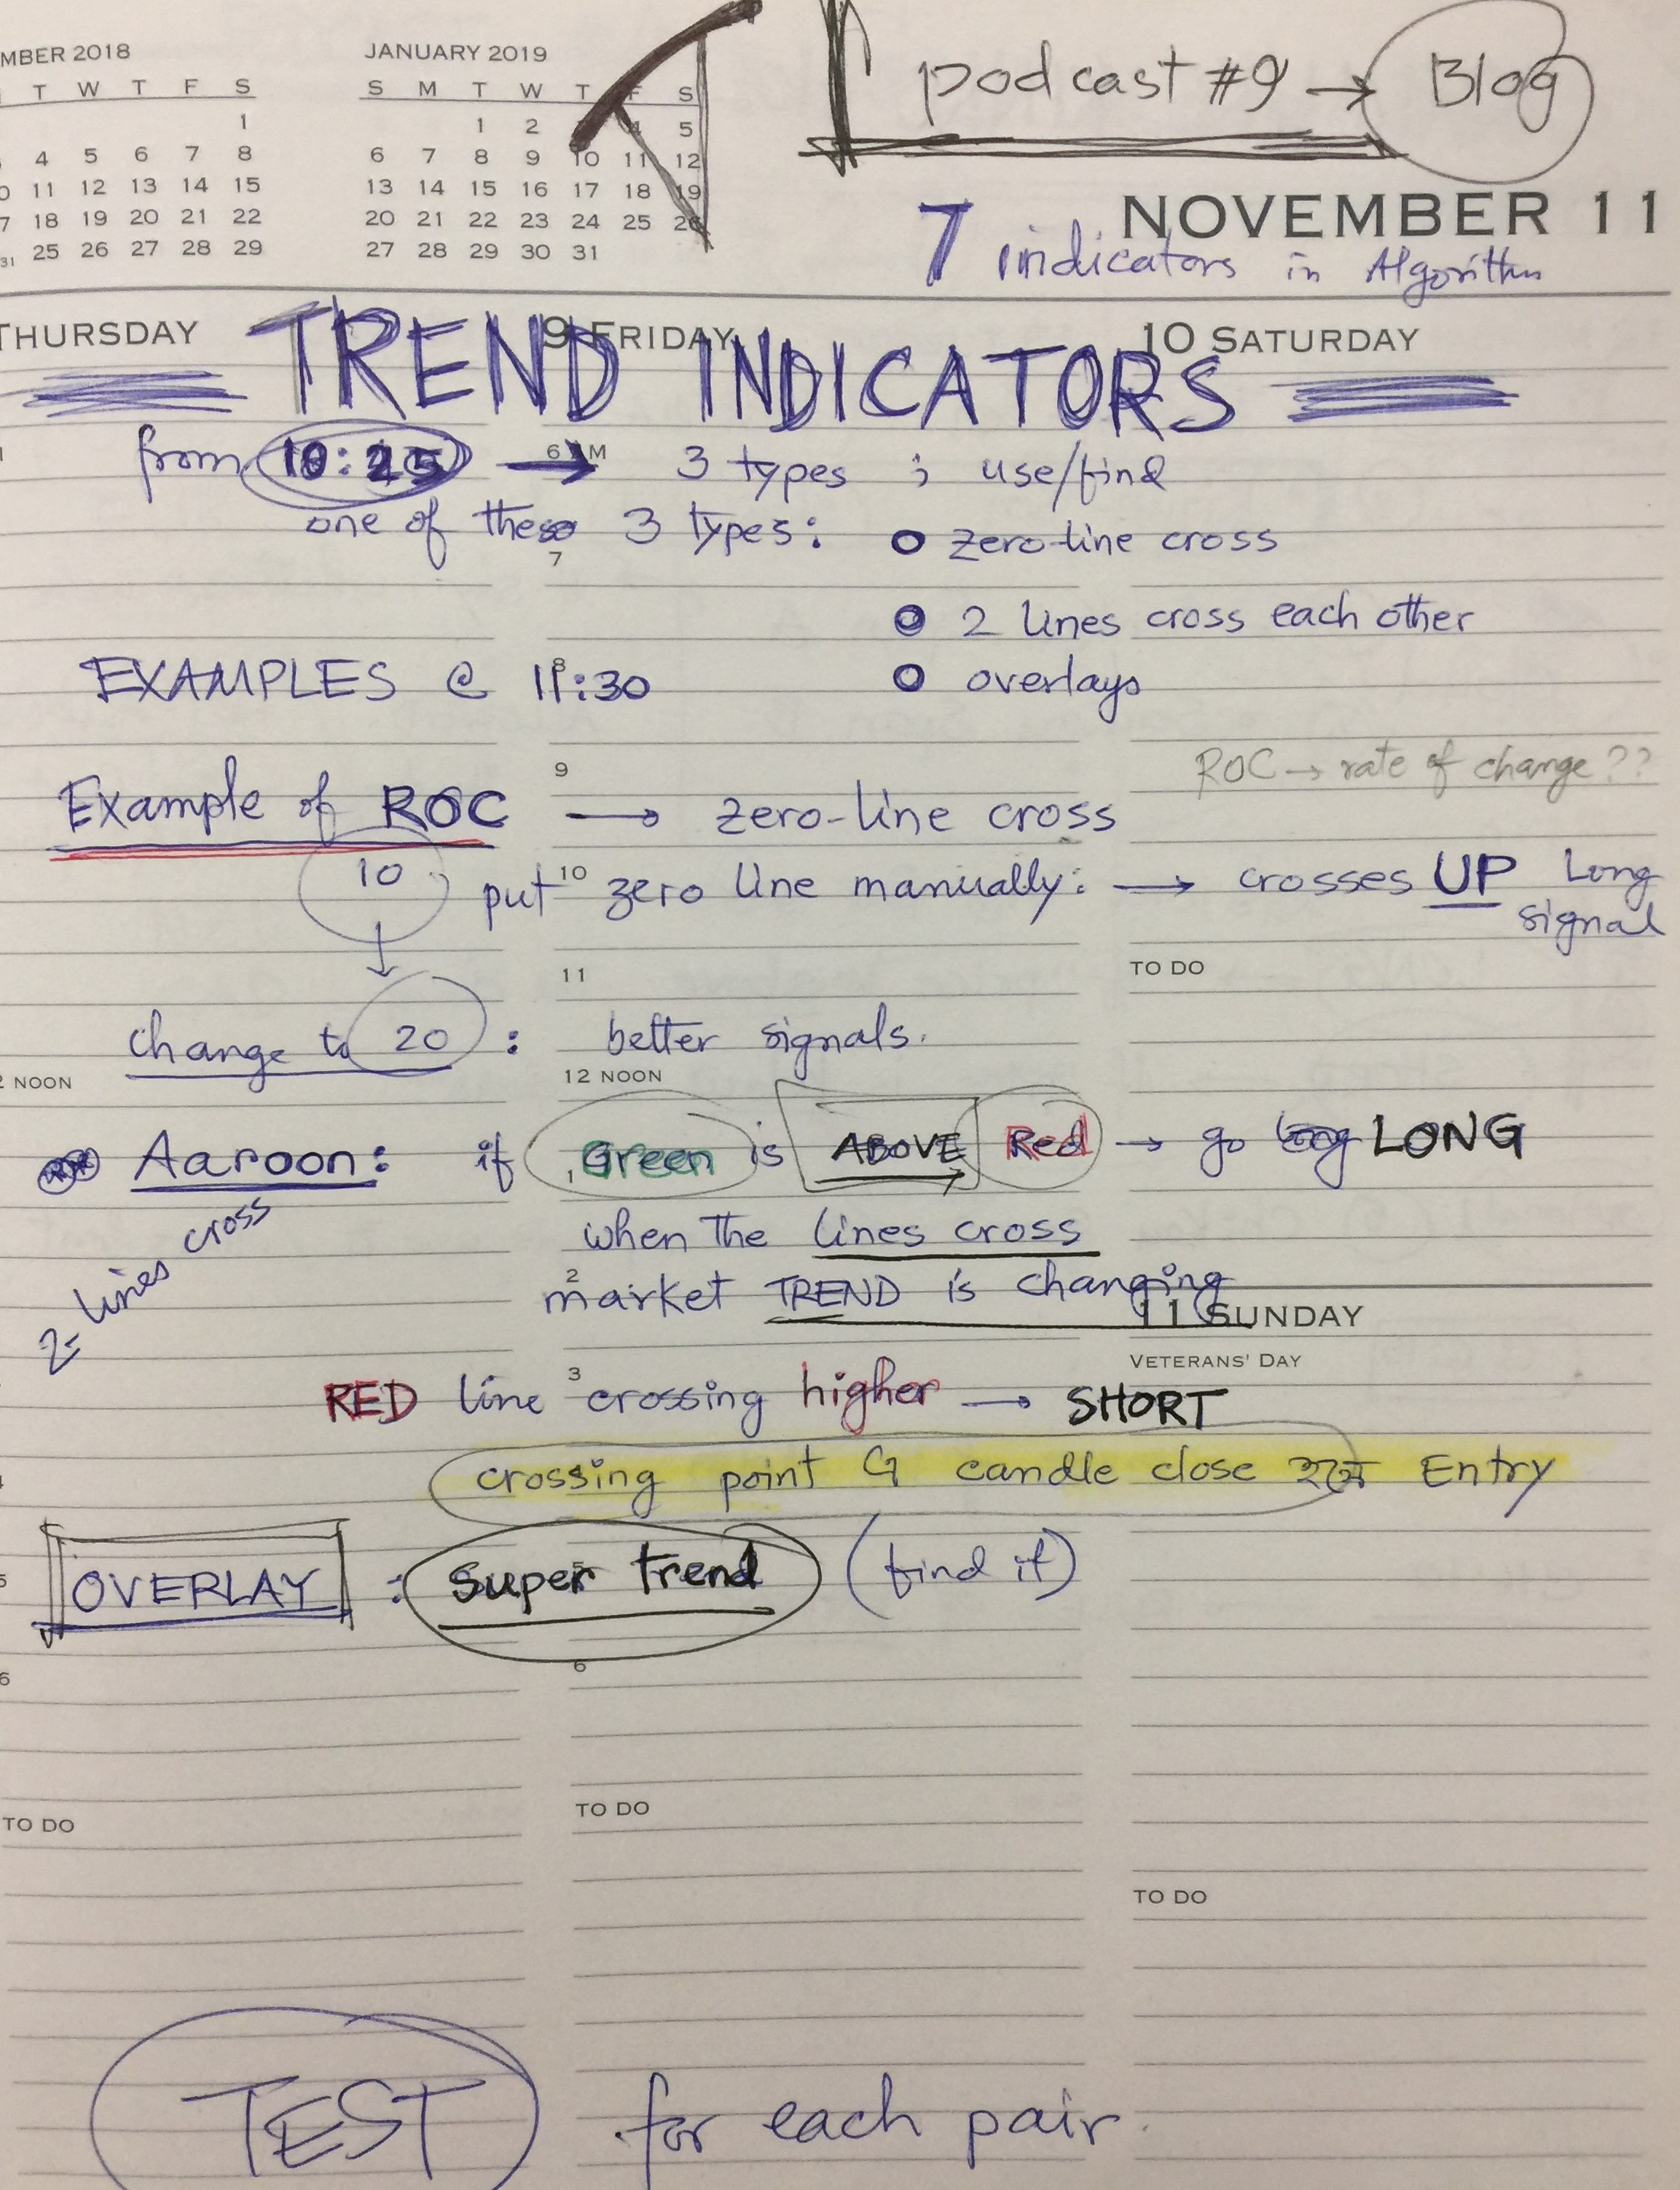 MBER 2018
T W T F S
1
4 5 6 7 8
11 12 13 14 15
18 19 20 21 22
31 25 26 27 28 29
JANUARY 2019
S M T W T F S
1 2 4 5
6 7 8 9 10 11 12
13 14 15 16 17 18 19
20 21 22 23 24 25 26
27 28 29 30 31
podcast #9 → Blog
NOVEMBER 11
7 indicators in Algorithm
THURSDAY 9 FRIDAY 10 SATURDAY
TREND INDICATORS
from 10:25 → 3 types ; use/find
one of these 3 types: zero-line cross
7
2 lines cross each other
EXAMPLES @ 11:30
overlays
ROC → rate of change ??
9
Example of ROC → zero-line cross
10
10 put zero line manually: → crosses UP Long
signal
TO DO
11
change to 20 : better signals.
NOON 12 NOON
Aaroon: if Green is ABOVE Red → go long LONG
1
2 lines cross
when the lines cross
2
market TREND is changing
11 SUNDAY
VETERANS' DAY
3
RED line crossing higher → SHORT
crossing point candle close Entry
OVERLAY : super trend (find it)
6
6
TO DO
TO DO
TO DO
TEST for each pair.